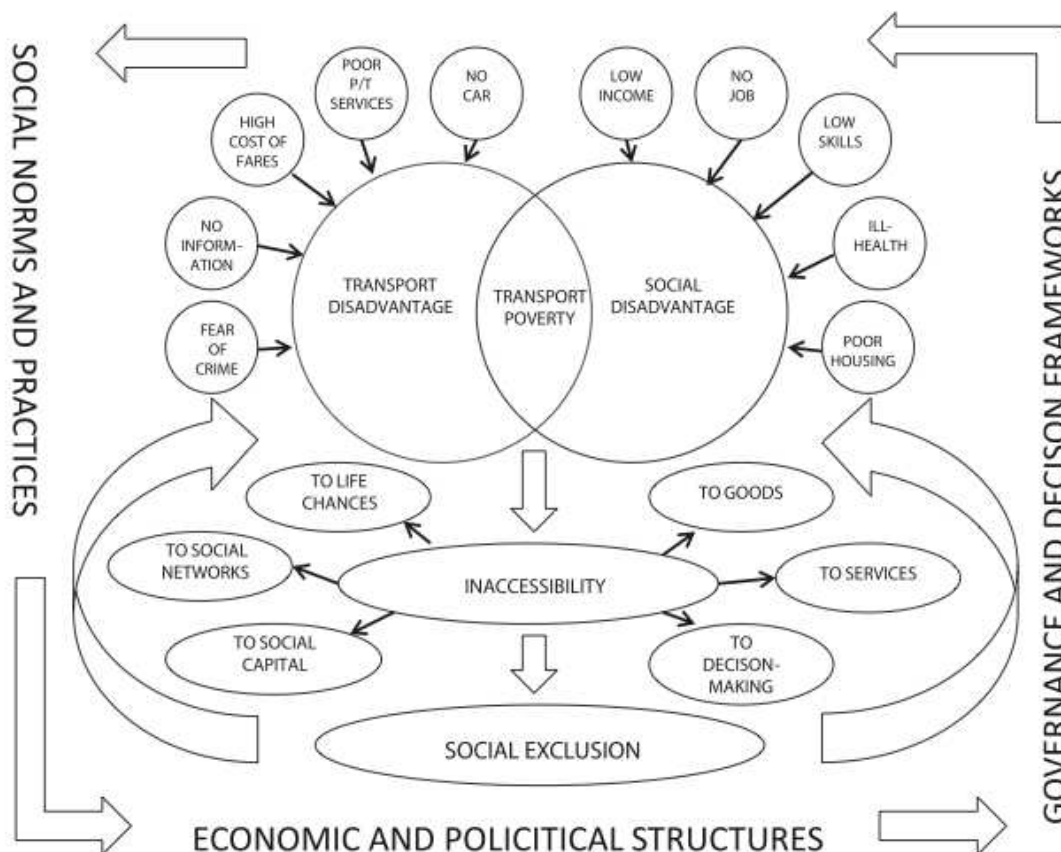 SOCIAL NORMS AND PRACTICES
POOR
P/T
SERVICES
NO
CAR
LOW
INCOME
NO
JOB
HIGH
COST OF
FARES
LOW
SKILLS
NO
INFORM-
ATION
ILL-
HEALTH
FEAR
OF
CRIME
POOR
HOUSING
TRANSPORT
DISADVANTAGE
TRANSPORT
POVERTY
SOCIAL
DISADVANTAGE
GOVERNANCE AND DECISON FRAMEWORKS
TO LIFE
CHANCES
TO GOODS
TO SOCIAL
NETWORKS
INACCESSIBILITY
TO SERVICES
TO SOCIAL
CAPITAL
TO
DECISON-
MAKING
SOCIAL EXCLUSION
ECONOMIC AND POLICITICAL STRUCTURES